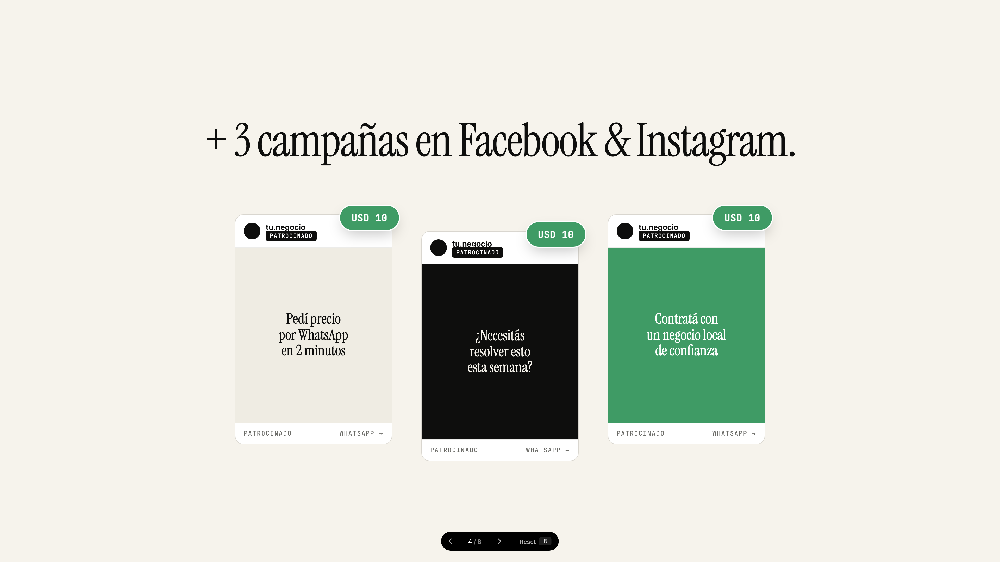 + 3 campañas en Facebook & Instagram.
USD 10
tu.negocio
PATROCINADO
Pedí precio
por WhatsApp
en 2 minutos
PATROCINADO
WHATSAPP →
USD 10
tu.negocio
PATROCINADO
¿Necesitás
resolver esto
esta semana?
PATROCINADO
WHATSAPP →
USD 10
tu.negocio
PATROCINADO
Contratá con
un negocio local
de confianza
PATROCINADO
WHATSAPP →
4 / 8
Reset R